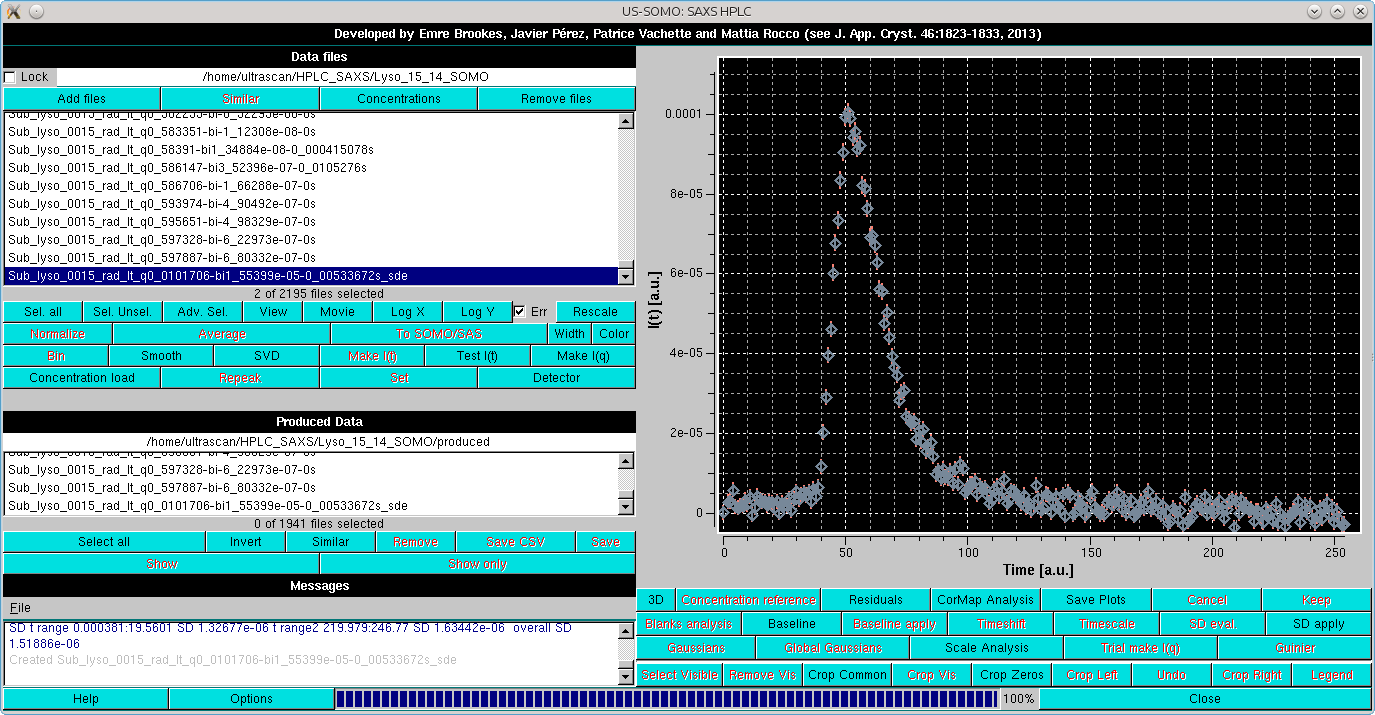 US-SOMO: SAXS HPLC
Developed by Emre Brookes, Javier Pérez, Patrice Vachette and Mattia Rocco (see J. App. Cryst. 46:1823-1833, 2013)
Data files
Lock /home/ultrascan/HPLC_SAXS/Lyso_15_14_SOMO
Add files Similar Concentrations Remove files
Sub_lyso_0015_rad_lt_q0_583351-bi-1_12308e-08-0s
Sub_lyso_0015_rad_lt_q0_58391-bi1_34884e-08-0_000415078s
Sub_lyso_0015_rad_lt_q0_586147-bi3_52396e-07-0_0105276s
Sub_lyso_0015_rad_lt_q0_586706-bi-1_66288e-07-0s
Sub_lyso_0015_rad_lt_q0_593974-bi-4_90492e-07-0s
Sub_lyso_0015_rad_lt_q0_595651-bi-4_98329e-07-0s
Sub_lyso_0015_rad_lt_q0_597328-bi-6_22973e-07-0s
Sub_lyso_0015_rad_lt_q0_597887-bi-6_80332e-07-0s
Sub_lyso_0015_rad_lt_q0_0101706-bi1_55399e-05-0_00533672s_sde
2 of 2195 files selected
Sel. all Sel. Unsel. Adv. Sel. View Movie Log X Log Y Err Rescale
Normalize Average To SOMO/SAS Width Color
Bin Smooth SVD Make I(t) Test I(t) Make I(q)
Concentration load Repeak Set Detector
Produced Data
/home/ultrascan/HPLC_SAXS/Lyso_15_14_SOMO/produced
Sub_lyso_0015_rad_lt_q0_597328-bi-6_22973e-07-0s
Sub_lyso_0015_rad_lt_q0_597887-bi-6_80332e-07-0s
Sub_lyso_0015_rad_lt_q0_0101706-bi1_55399e-05-0_00533672s_sde
0 of 1941 files selected
Select all Invert Similar Remove Save CSV Save
Show Show only
Messages
File
SD t range 0.000381:19.5601 SD 1.32677e-06 t range2 219.979:246.77 SD 1.63442e-06 overall SD
1.51886e-06
Created Sub_lyso_0015_rad_lt_q0_0101706-bi1_55399e-05-0_00533672s_sde
Help Options 100% Close
I(t) [a.u.]
0.0001
8e-05
6e-05
4e-05
2e-05
0
0 50 100 150 200 250
Time [a.u.]
3D Concentration reference Residuals CorMap Analysis Save Plots Cancel Keep
Blanks analysis Baseline Baseline apply Timeshift Timescale SD eval. SD apply
Gaussians Global Gaussians Scale Analysis Trial make I(q) Guinier
Select Visible Remove Vis Crop Common Crop Vis Crop Zeros Crop Left Undo Crop Right Legend